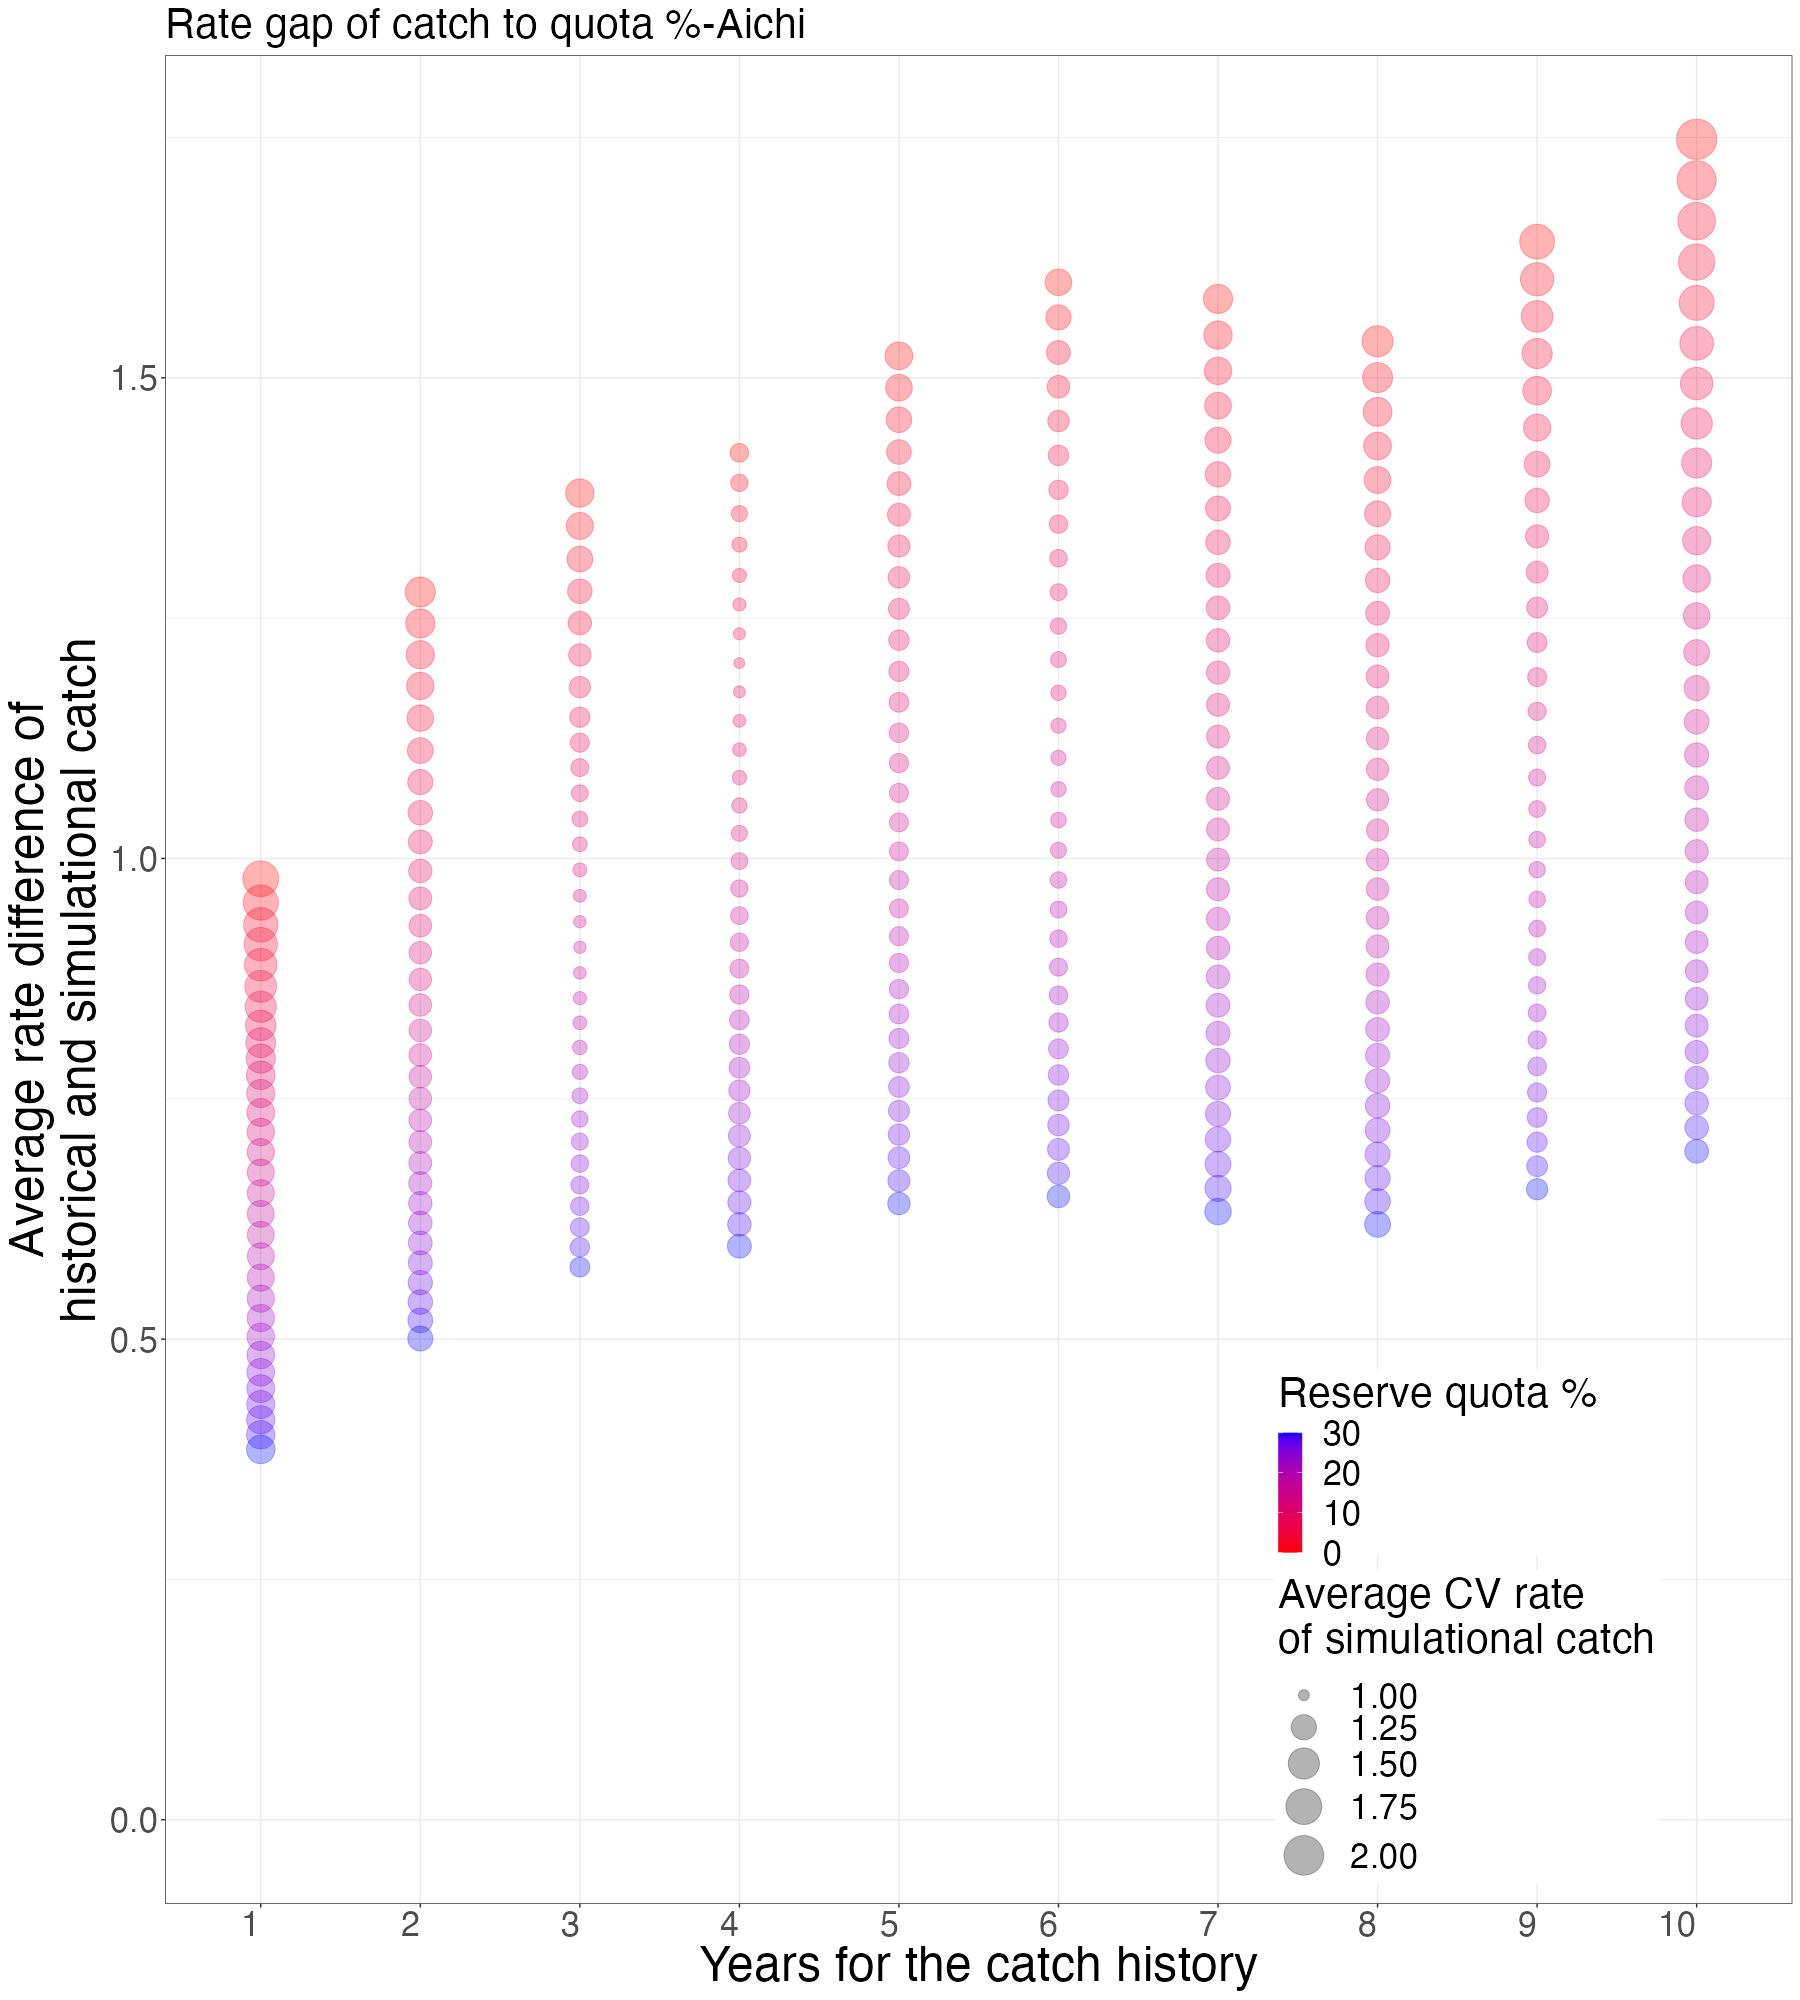 Rate gap of catch to quota %-Aichi
Average rate difference of
historical and simulational catch
1.5
1.0
0.5
0.0
Reserve quota %
30
20
10
0
Average CV rate
of simulational catch
1.00
1.25
1.50
1.75
2.00
1 2 3 4 5 6 7 8 9 10
Years for the catch history